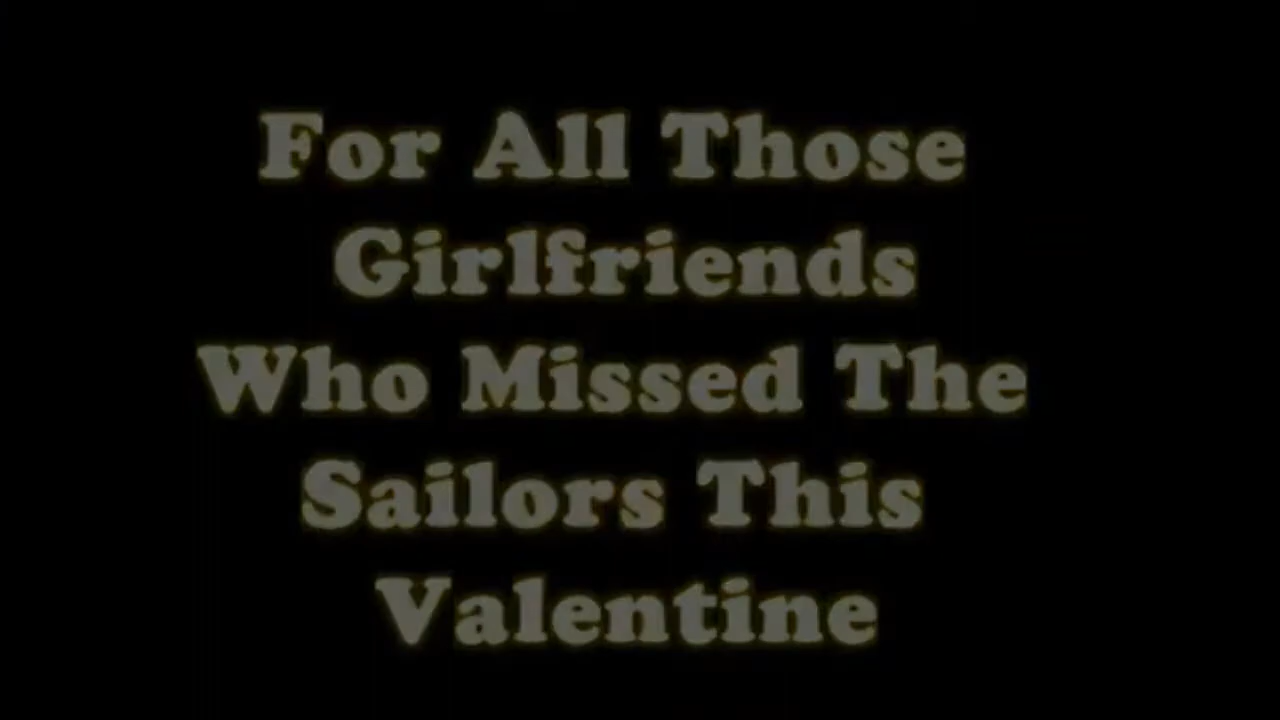 For All Those
Girlfriends
Who Missed The
Sailors This
Valentine